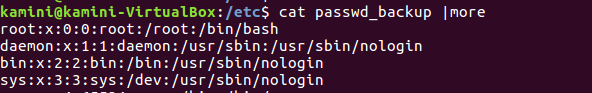 kamini@kamini-VirtualBox:/etc$ cat passwd_backup |more
root:x:0:0:root:/root:/bin/bash
daemon:x:1:1:daemon:/usr/sbin:/usr/sbin/nologin
bin:x:2:2:bin:/bin:/usr/sbin/nologin
sys:x:3:3:sys:/dev:/usr/sbin/nologin